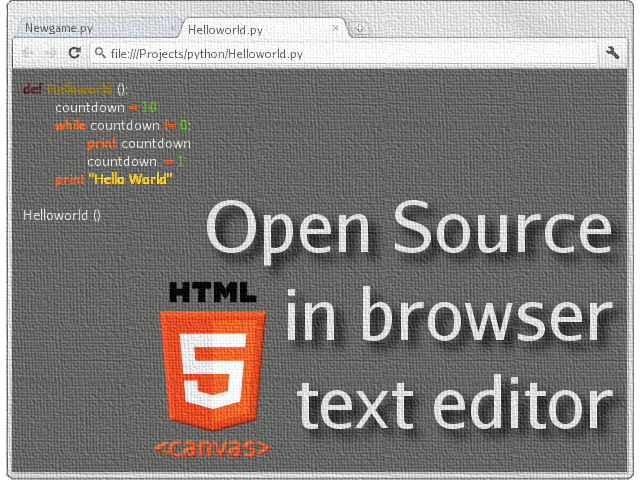 Newgame.py
Helloworld.py
file:///Projects/python/Helloworld.py
def Helloworld ():
countdown = 10
while countdown != 0:
print countdown
countdown -= 1
print "Hello World"
Helloworld ()
Open Source
in browser
text editor
HTML
5
<canvas>